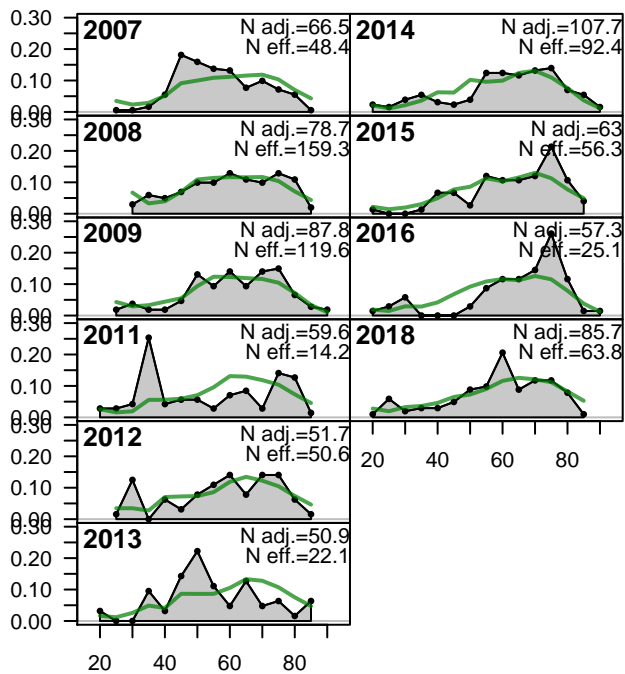 0.30
0.20
0.10
0.00
2007
N adj.=66.5
N eff.=48.4
2014
N adj.=107.7
N eff.=92.4
0.30
0.20
0.10
0.00
2008
N adj.=78.7
N eff.=159.3
2015
N adj.=63
N eff.=56.3
0.30
0.20
0.10
0.00
2009
N adj.=87.8
N eff.=119.6
2016
N adj.=57.3
N eff.=25.1
0.30
0.20
0.10
0.00
2011
N adj.=59.6
N eff.=14.2
2018
N adj.=85.7
N eff.=63.8
20 40 60 80
0.30
0.20
0.10
0.00
2012
N adj.=51.7
N eff.=50.6
0.30
0.20
0.10
0.00
2013
N adj.=50.9
N eff.=22.1
20 40 60 80